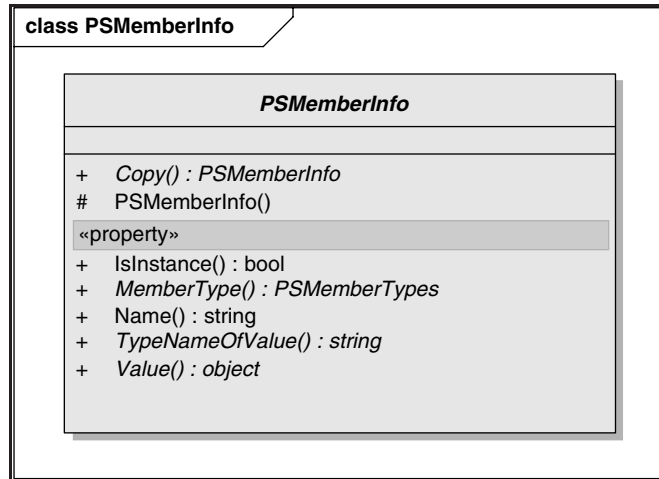 class PSMemberInfo
PSMemberInfo
+ Copy() : PSMemberInfo
# PSMemberInfo()
«property»
+ IsInstance() : bool
+ MemberType() : PSMemberTypes
+ Name() : string
+ TypeNameOfValue() : string
+ Value() : object